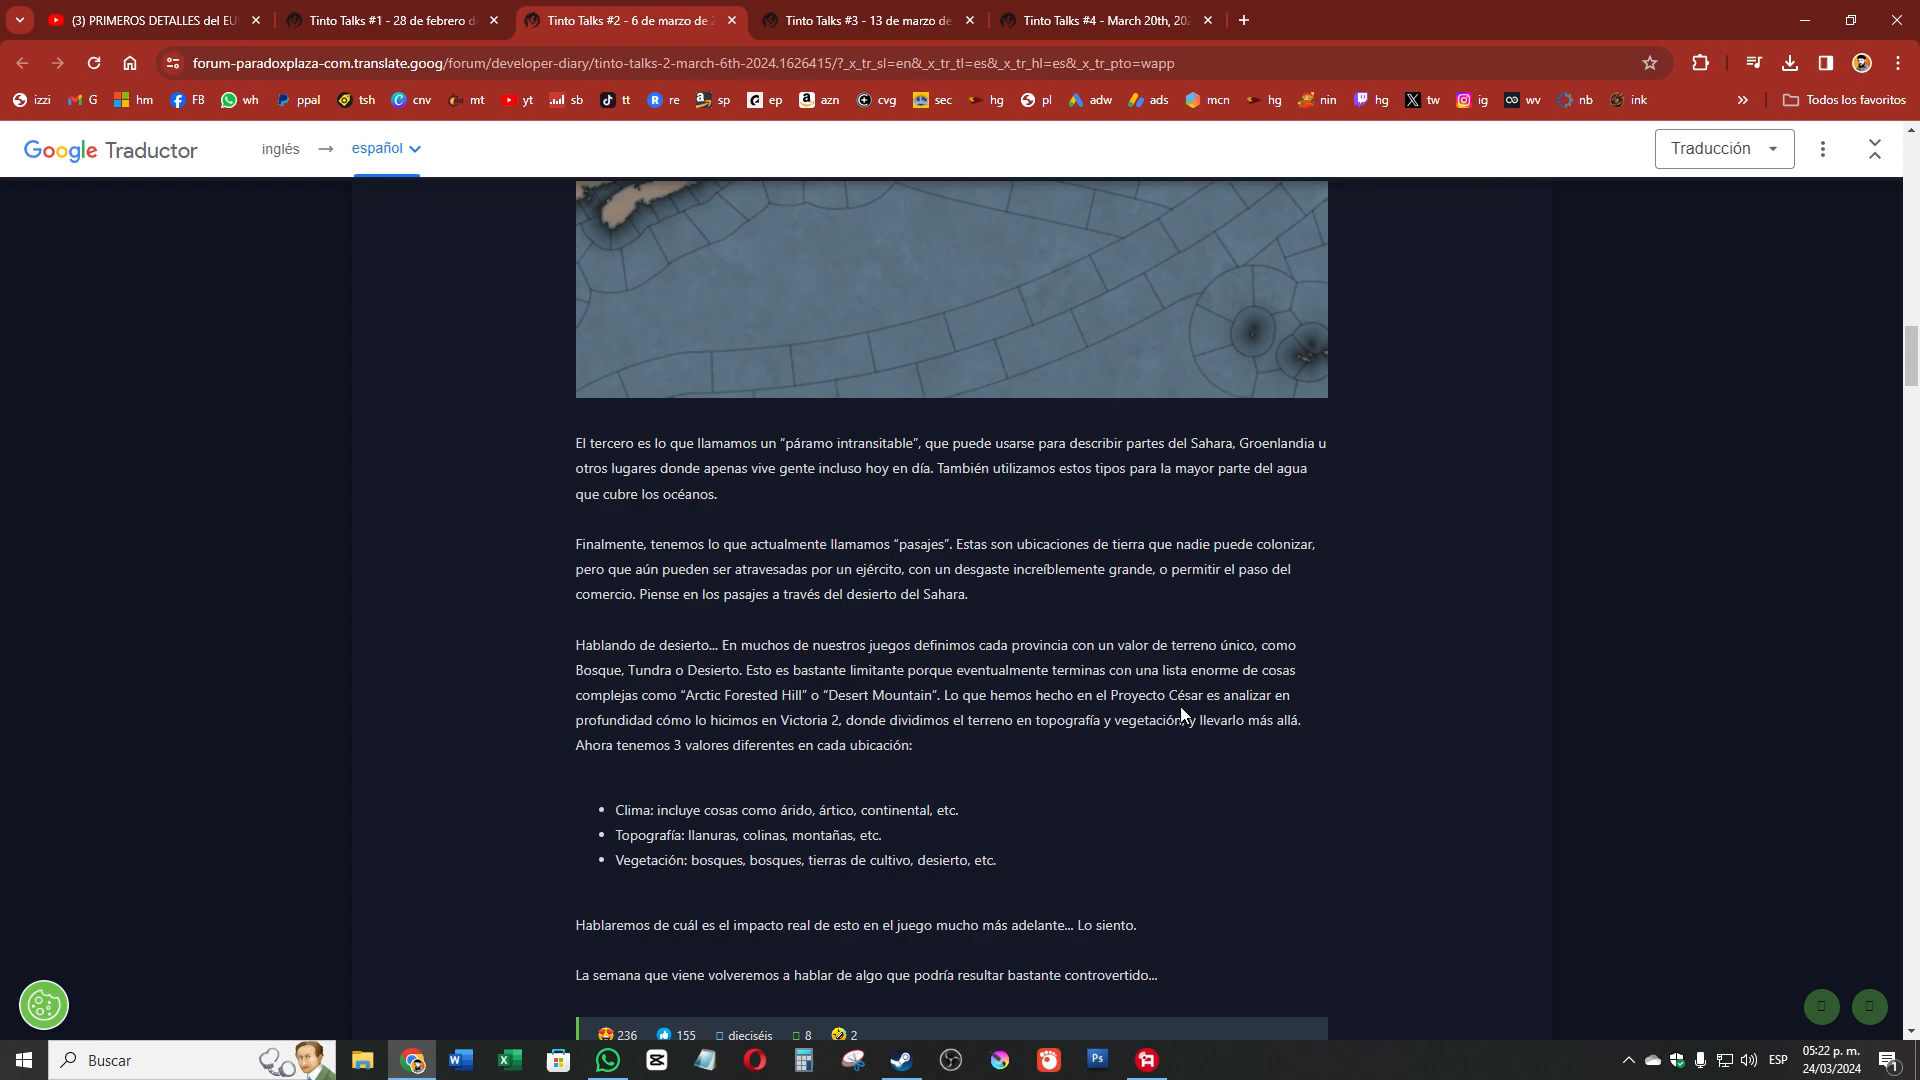 (3) PRIMEROS DETALLES del EU
Tinto Talks #1 - 28 de febrero d
Tinto Talks #2 - 6 de marzo de 2
Tinto Talks #3 - 13 de marzo de
Tinto Talks #4 - March 20th, 202
forum-paradoxplaza-com.translate.goog/forum/developer-diary/tinto-talks-2-march-6th-2024.1626415/?_x_tr_sl=en&_x_tr_tl=es&_x_tr_hl=es&_x_tr_pto=wapp
izzi G hm FB wh ppal tsh cnv mt yt sb tt re sp ep azn cvg sec hg pl adw ads mcn hg nin hg tw ig wv nb ink » Todos los favoritos
Google Traductor inglés → español Traducción
El tercero es lo que llamamos un “páramo intransitable”, que puede usarse para describir partes del Sahara, Groenlandia u
otros lugares donde apenas vive gente incluso hoy en día. También utilizamos estos tipos para la mayor parte del agua
que cubre los océanos.
Finalmente, tenemos lo que actualmente llamamos “pasajes”. Estas son ubicaciones de tierra que nadie puede colonizar,
pero que aún pueden ser atravesadas por un ejército, con un desgaste increíblemente grande, o permitir el paso del
comercio. Piense en los pasajes a través del desierto del Sahara.
Hablando de desierto... En muchos de nuestros juegos definimos cada provincia con un valor de terreno único, como
Bosque, Tundra o Desierto. Esto es bastante limitante porque eventualmente terminas con una lista enorme de cosas
complejas como “Arctic Forested Hill” o ”Desert Mountain”. Lo que hemos hecho en el Proyecto César es analizar en
profundidad cómo lo hicimos en Victoria 2, donde dividimos el terreno en topografía y vegetación, y llevarlo más allá.
Ahora tenemos 3 valores diferentes en cada ubicación:
• Clima: incluye cosas como árido, ártico, continental, etc.
• Topografía: llanuras, colinas, montañas, etc.
• Vegetación: bosques, bosques, tierras de cultivo, desierto, etc.
Hablaremos de cuál es el impacto real de esto en el juego mucho más adelante... Lo siento.
La semana que viene volveremos a hablar de algo que podría resultar bastante controvertido...
236 155 dieciséis 8 2
Buscar
ESP
05:22 p. m.
24/03/2024
1